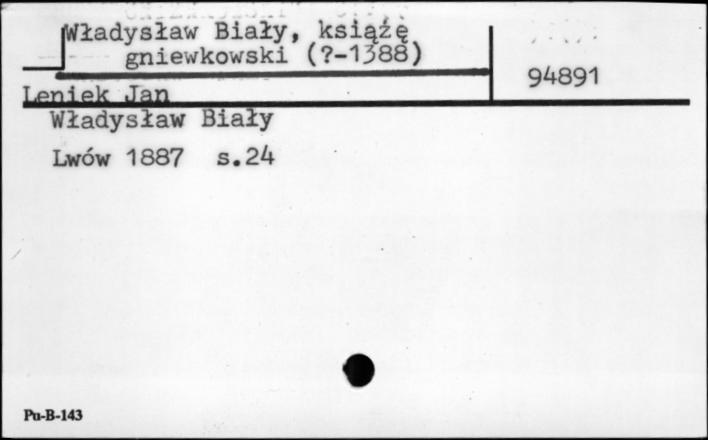 Władysław Biały, książę
gniewkowski (?-1388)
94891
Leniek Jan
Władysław Biały
Lwów 1887 s.24
Pu-B-143